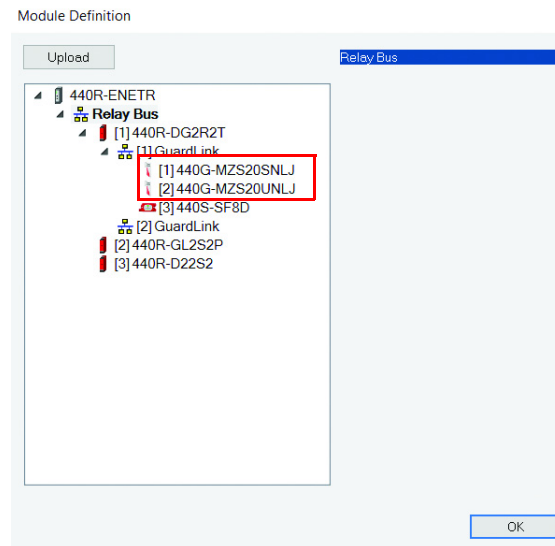 Module Definition
Upload
Relay Bus
440R-ENETR
Relay Bus
[1] 440R-DG2R2T
[1] GuardLink
[1] 440G-MZS20SNLJ
[2] 440G-MZS20UNLJ
[3] 440S-SF8D
[2] GuardLink
[2] 440R-GL2S2P
[3] 440R-D22S2
OK